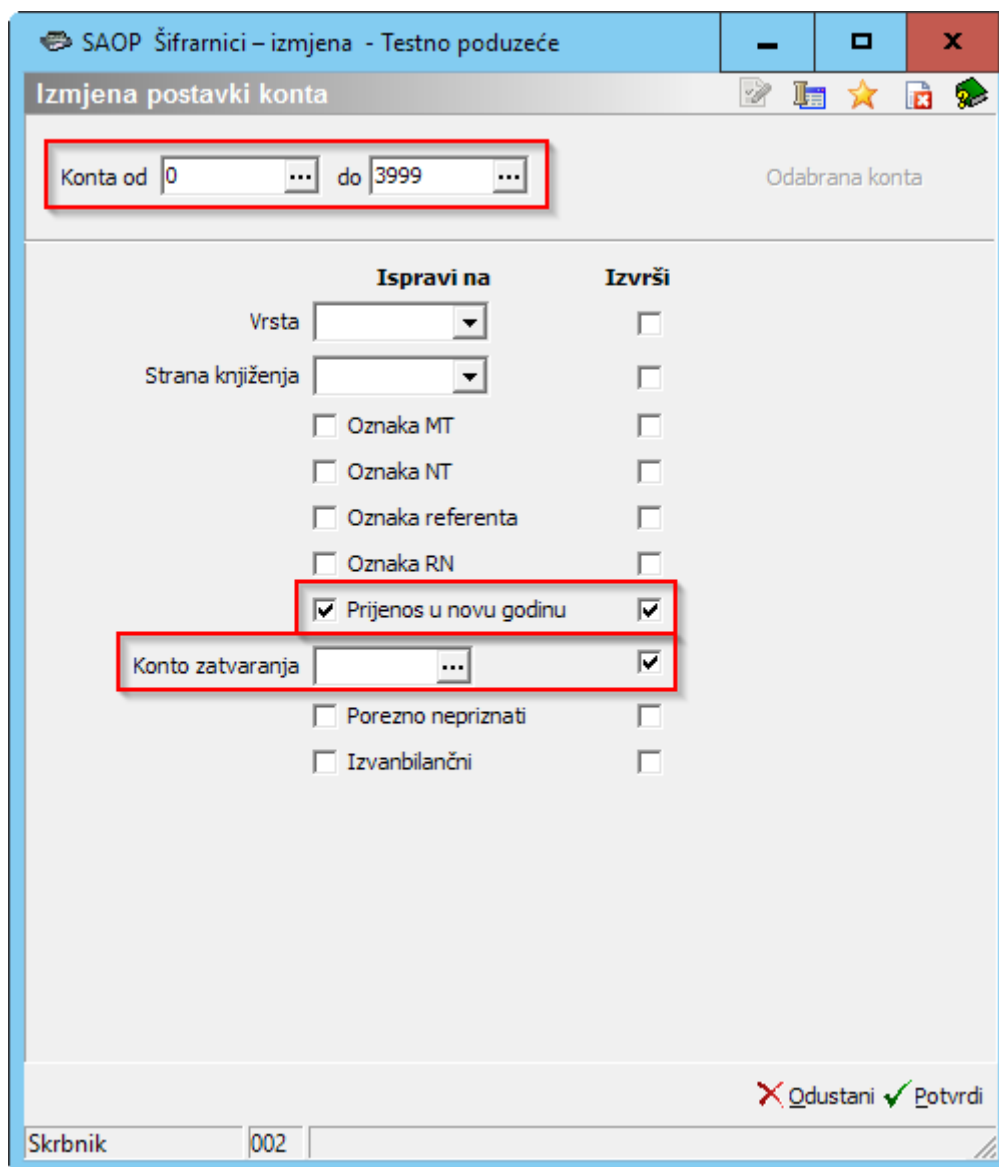 SAOP Šifrarnici – izmjena - Testno poduzeće
Izmjena postavki konta
Konta od 0 ... do 3999 ... Odabrana konta
Ispravi na Izvrši
Vrsta
Strana knjiženja
Oznaka MT
Oznaka NT
Oznaka referenta
Oznaka RN
Prijenos u novu godinu
Konto zatvaranja ...
Porezno nepriznati
Izvanbilančni
Odustani Potvrdi
Skrbnik 002